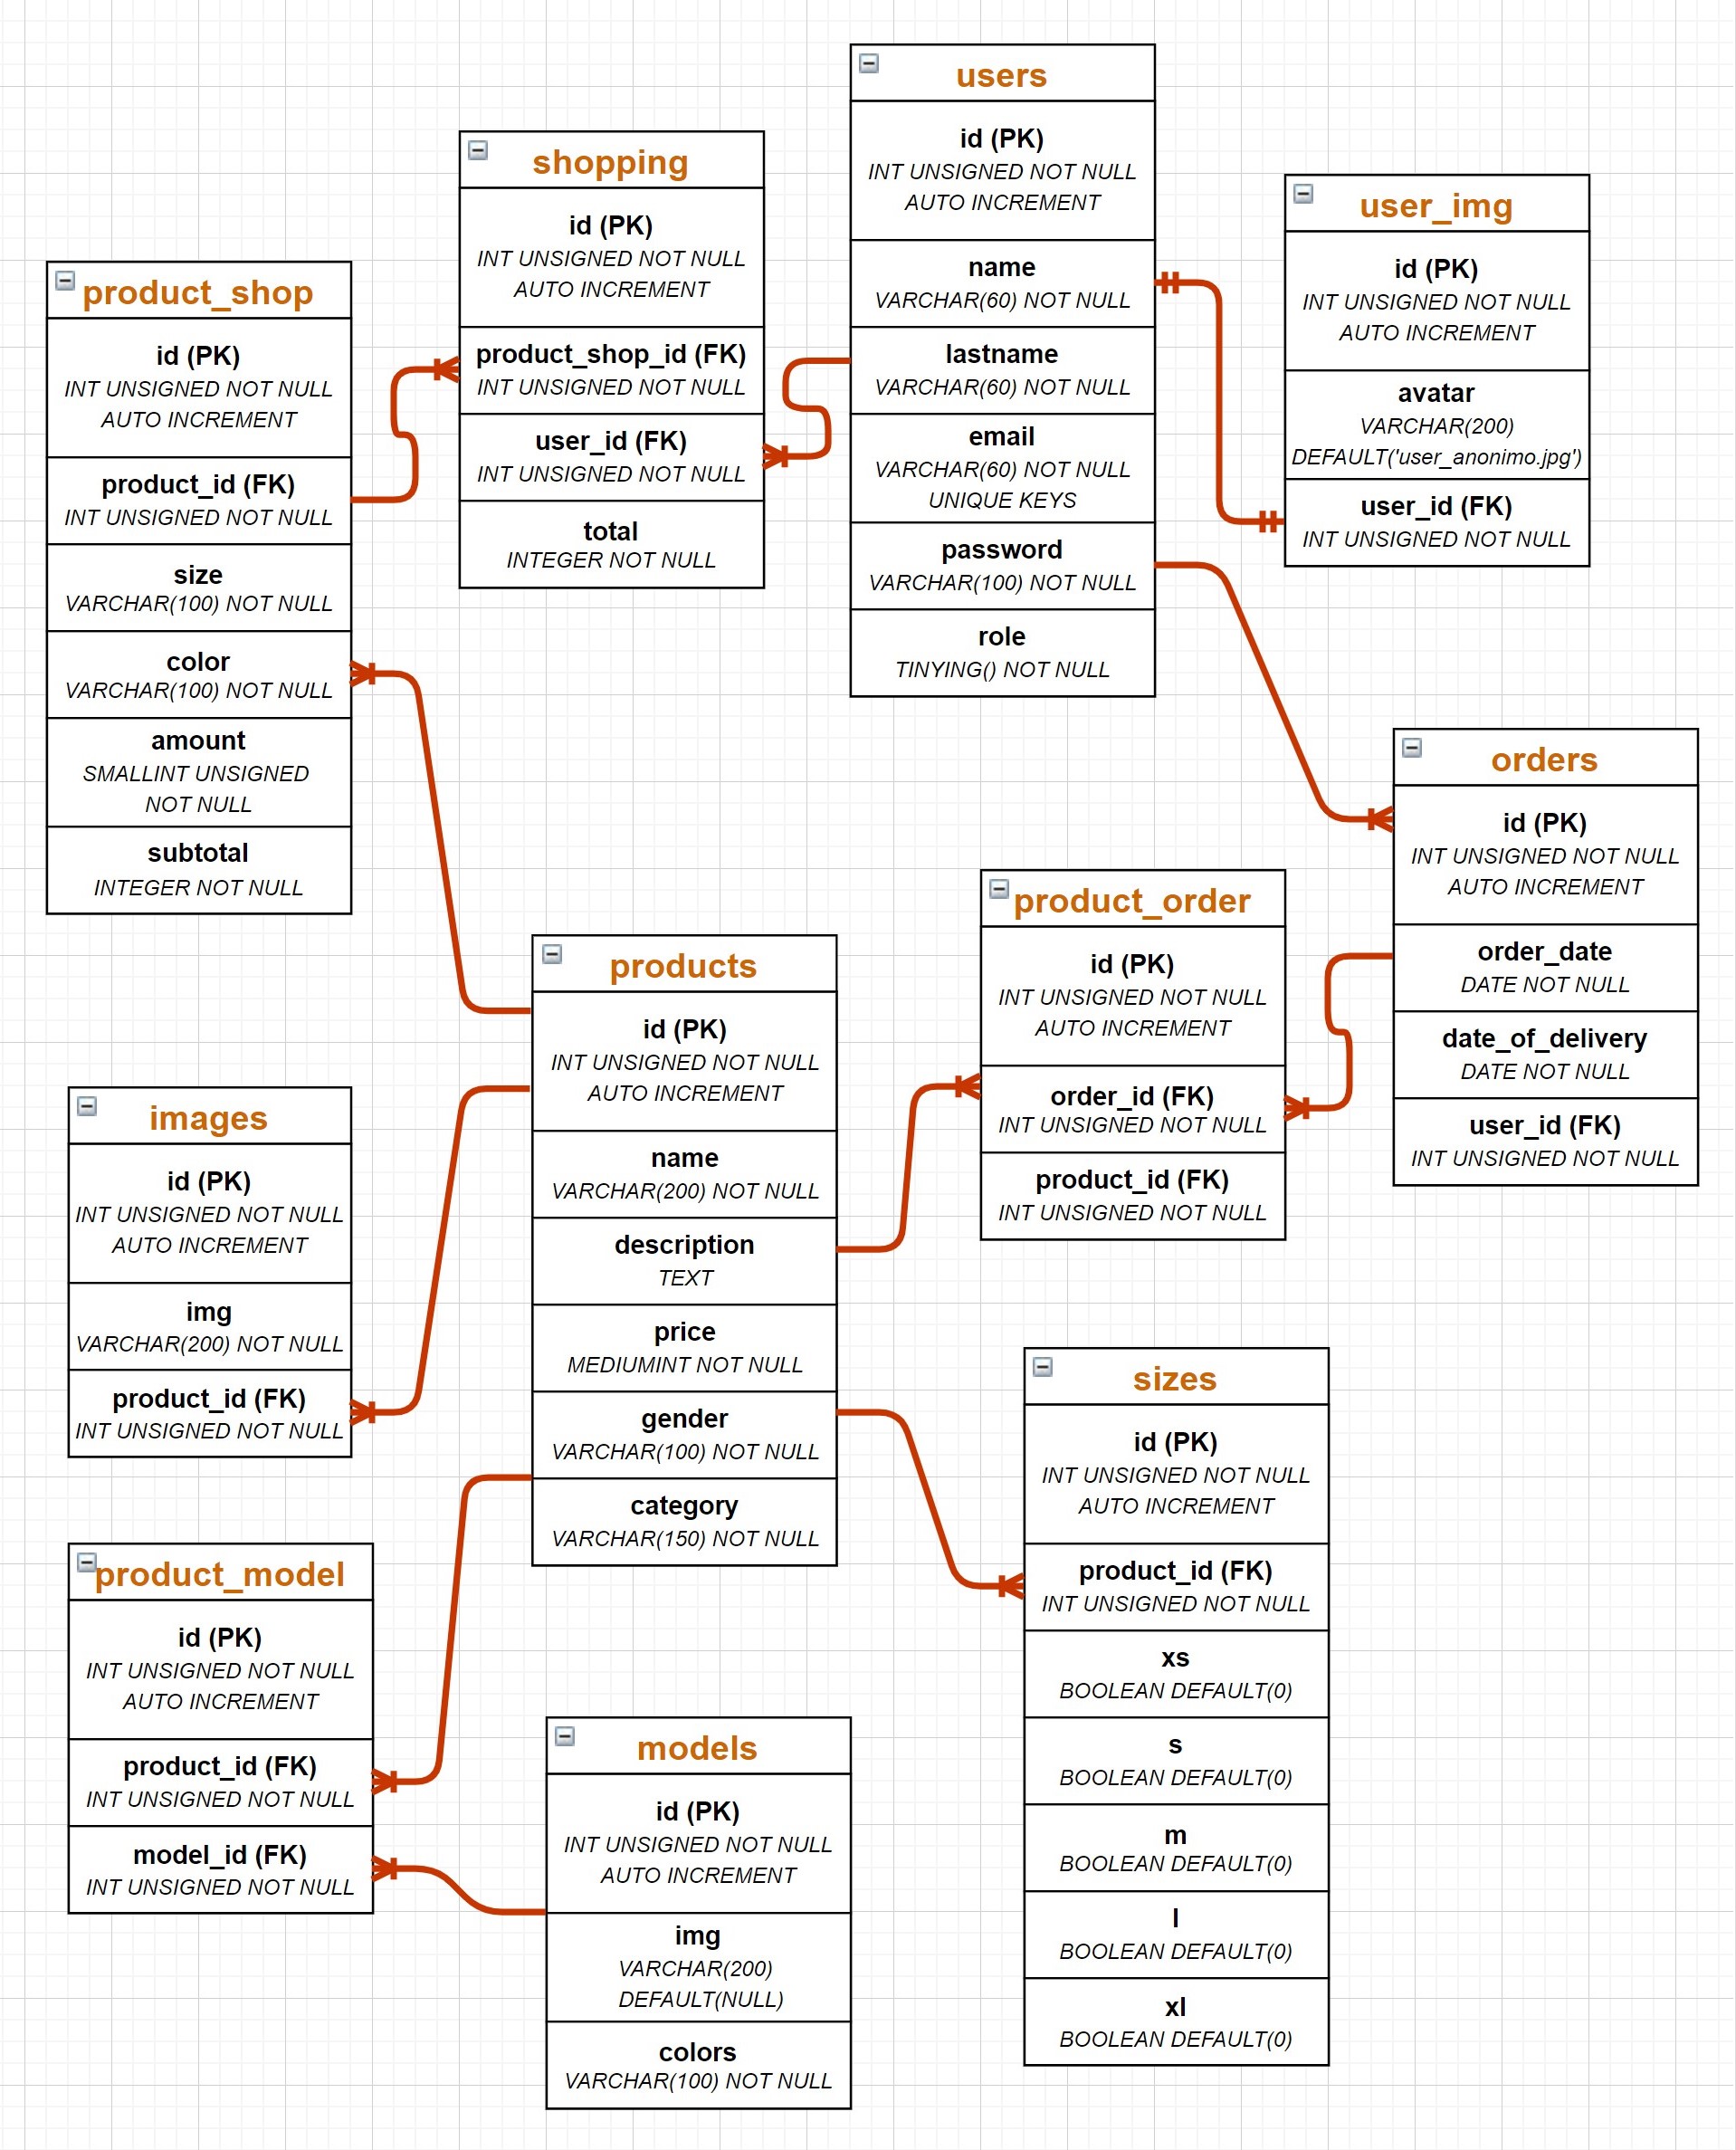 users
id (PK)
INT UNSIGNED NOT NULL
AUTO INCREMENT
name
VARCHAR(60) NOT NULL
lastname
VARCHAR(60) NOT NULL
email
VARCHAR(60) NOT NULL
UNIQUE KEYS
password
VARCHAR(100) NOT NULL
role
TINYING() NOT NULL
shopping
id (PK)
INT UNSIGNED NOT NULL
AUTO INCREMENT
product_shop_id (FK)
INT UNSIGNED NOT NULL
user_id (FK)
INT UNSIGNED NOT NULL
total
INTEGER NOT NULL
user_img
id (PK)
INT UNSIGNED NOT NULL
AUTO INCREMENT
avatar
VARCHAR(200)
DEFAULT('user_anonimo.jpg')
user_id (FK)
INT UNSIGNED NOT NULL
product_shop
id (PK)
INT UNSIGNED NOT NULL
AUTO INCREMENT
product_id (FK)
INT UNSIGNED NOT NULL
size
VARCHAR(100) NOT NULL
color
VARCHAR(100) NOT NULL
amount
SMALLINT UNSIGNED
NOT NULL
subtotal
INTEGER NOT NULL
orders
id (PK)
INT UNSIGNED NOT NULL
AUTO INCREMENT
order_date
DATE NOT NULL
date_of_delivery
DATE NOT NULL
user_id (FK)
INT UNSIGNED NOT NULL
product_order
id (PK)
INT UNSIGNED NOT NULL
AUTO INCREMENT
order_id (FK)
INT UNSIGNED NOT NULL
product_id (FK)
INT UNSIGNED NOT NULL
products
id (PK)
INT UNSIGNED NOT NULL
AUTO INCREMENT
name
VARCHAR(200) NOT NULL
description
TEXT
price
MEDIUMINT NOT NULL
gender
VARCHAR(100) NOT NULL
category
VARCHAR(150) NOT NULL
images
id (PK)
INT UNSIGNED NOT NULL
AUTO INCREMENT
img
VARCHAR(200) NOT NULL
product_id (FK)
INT UNSIGNED NOT NULL
sizes
id (PK)
INT UNSIGNED NOT NULL
AUTO INCREMENT
product_id (FK)
INT UNSIGNED NOT NULL
xs
BOOLEAN DEFAULT(0)
s
BOOLEAN DEFAULT(0)
m
BOOLEAN DEFAULT(0)
l
BOOLEAN DEFAULT(0)
xl
BOOLEAN DEFAULT(0)
product_model
id (PK)
INT UNSIGNED NOT NULL
AUTO INCREMENT
product_id (FK)
INT UNSIGNED NOT NULL
model_id (FK)
INT UNSIGNED NOT NULL
models
id (PK)
INT UNSIGNED NOT NULL
AUTO INCREMENT
img
VARCHAR(200)
DEFAULT(NULL)
colors
VARCHAR(100) NOT NULL